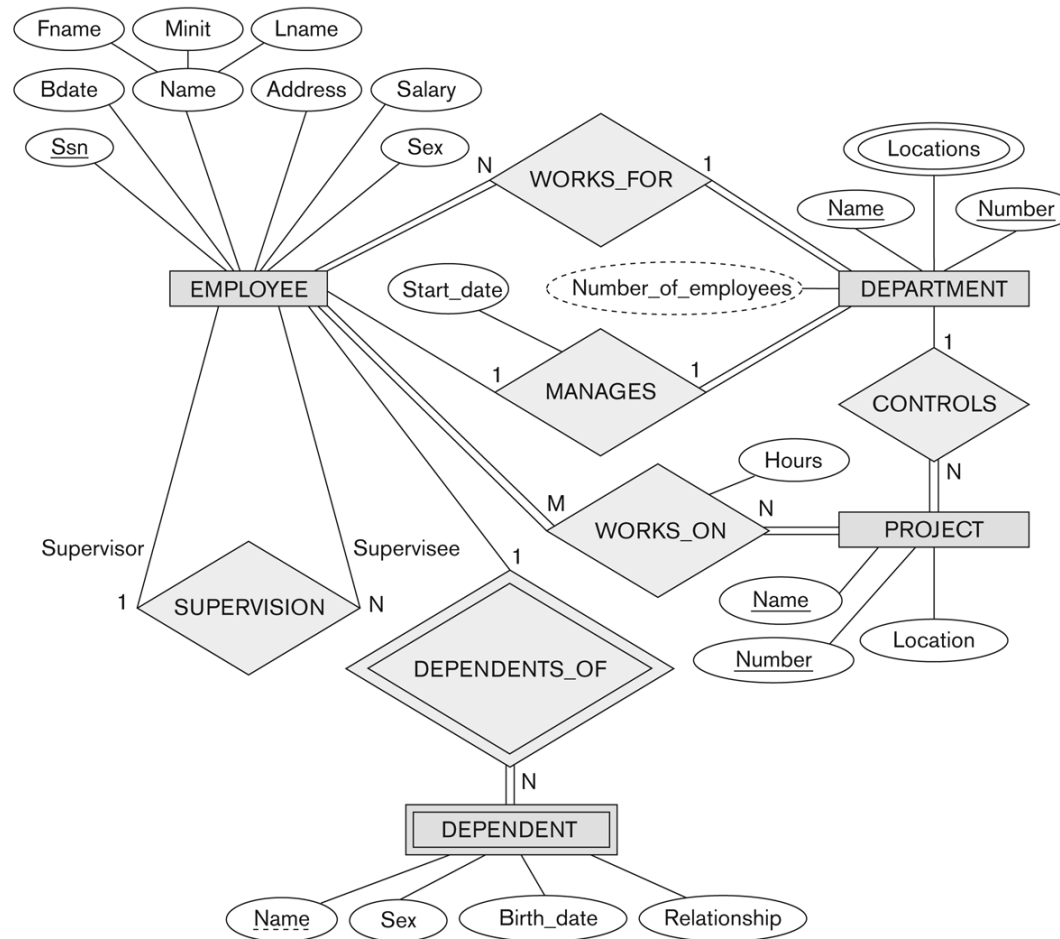 Fname
Minit
Lname
Bdate
Name
Address
Salary
Ssn
Sex
N
WORKS_FOR
1
Locations
Name
Number
EMPLOYEE
Start_date
Number_of_employees
DEPARTMENT
1
MANAGES
1
1
CONTROLS
N
Hours
M
WORKS_ON
N
PROJECT
Supervisor
Supervisee
1
SUPERVISION
N
1
Name
Number
Location
DEPENDENTS_OF
N
DEPENDENT
Name
Sex
Birth_date
Relationship